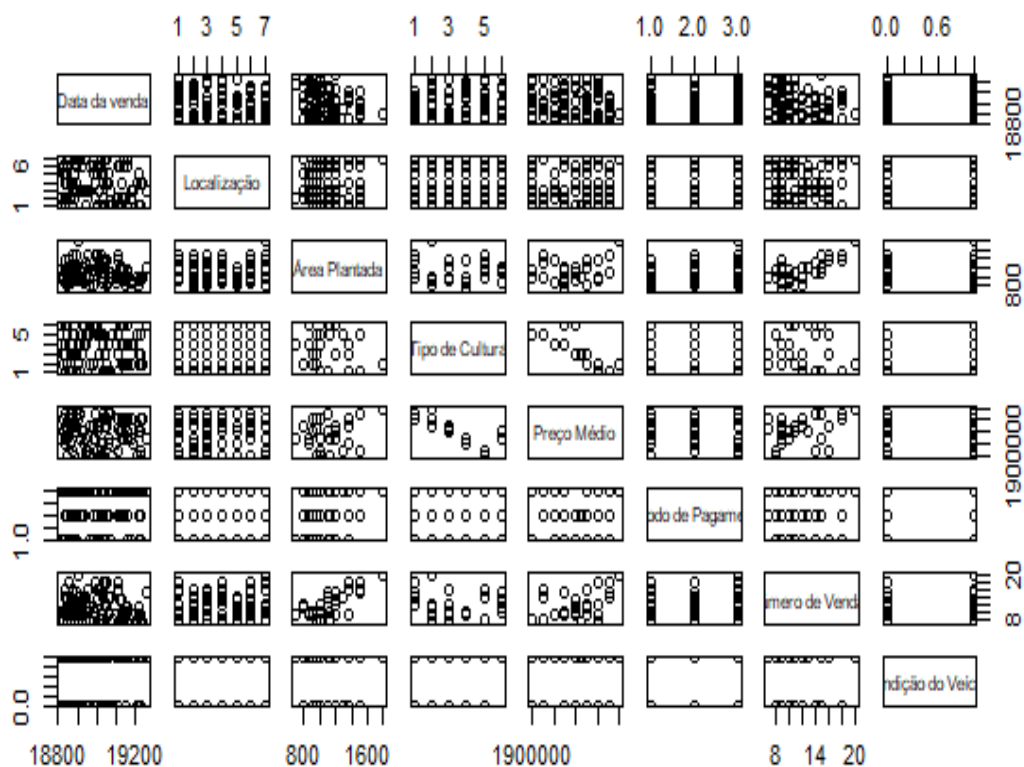 1 3 5 7
1 3 5
1.0 2.0 3.0
0.0 0.6
Data da venda
18800
6
1
Localização
Área Plantada
800
5
1
Tipo de Cultura
Preço Médio
1900000
1.0
odo de Pagame
umero de Venda
20
8
0.0
ndição do Veíc
18800 19200
800 1600
1900000
8 14 20